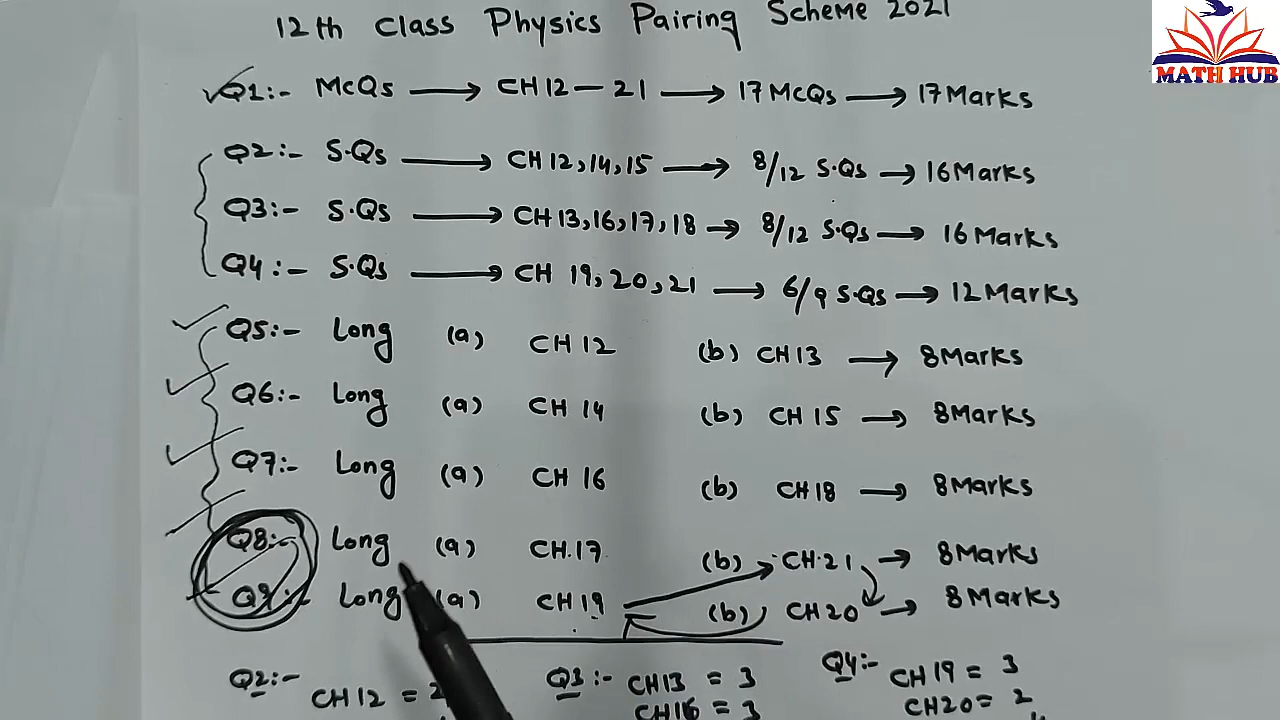 12th Class Physics Pairing Scheme 2021
MATH HUB
Q1:- McQs → CH 12 – 21 → 17 McQs → 17 Marks
Q2:- S.Qs → CH 12,14,15 → 8/12 S.Qs → 16 Marks
Q3:- S.Qs → CH 13,16,17,18 → 8/12 S.Qs → 16 Marks
Q4:- S.Qs → CH 19,20,21 → 6/9 S.Qs → 12 Marks
Q5:- Long (a) CH 12 (b) CH 13 → 8 Marks
Q6:- Long (a) CH 14 (b) CH 15 → 8 Marks
Q7:- Long (a) CH 16 (b) CH 18 → 8 Marks
Q8:- Long (a) CH.17 (b) CH.21 → 8 Marks
Q9:- Long (a) CH 19 (b) CH 20 → 8 Marks
Q2:- Q3:- CH 13 = 3 Q4:- CH 19 = 3
CH 12 = CH 16 = 3 CH 20 = 2